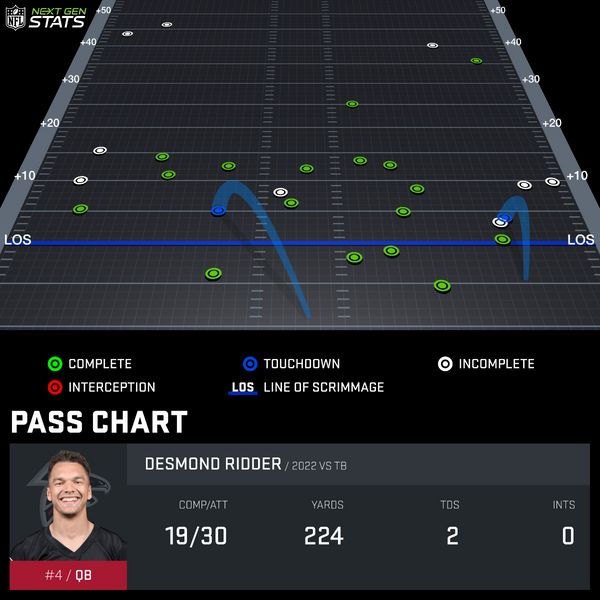 NFL NEXT GEN STATS
+50 +50
+40 +40
+30 +30
+20 +20
+10 +10
LOS LOS
COMPLETE TOUCHDOWN INCOMPLETE
INTERCEPTION LOS LINE OF SCRIMMAGE
PASS CHART
DESMOND RIDDER / 2022 VS TB
COMP/ATT YARDS TDS INTS
19/30 224 2 0
#4 / QB